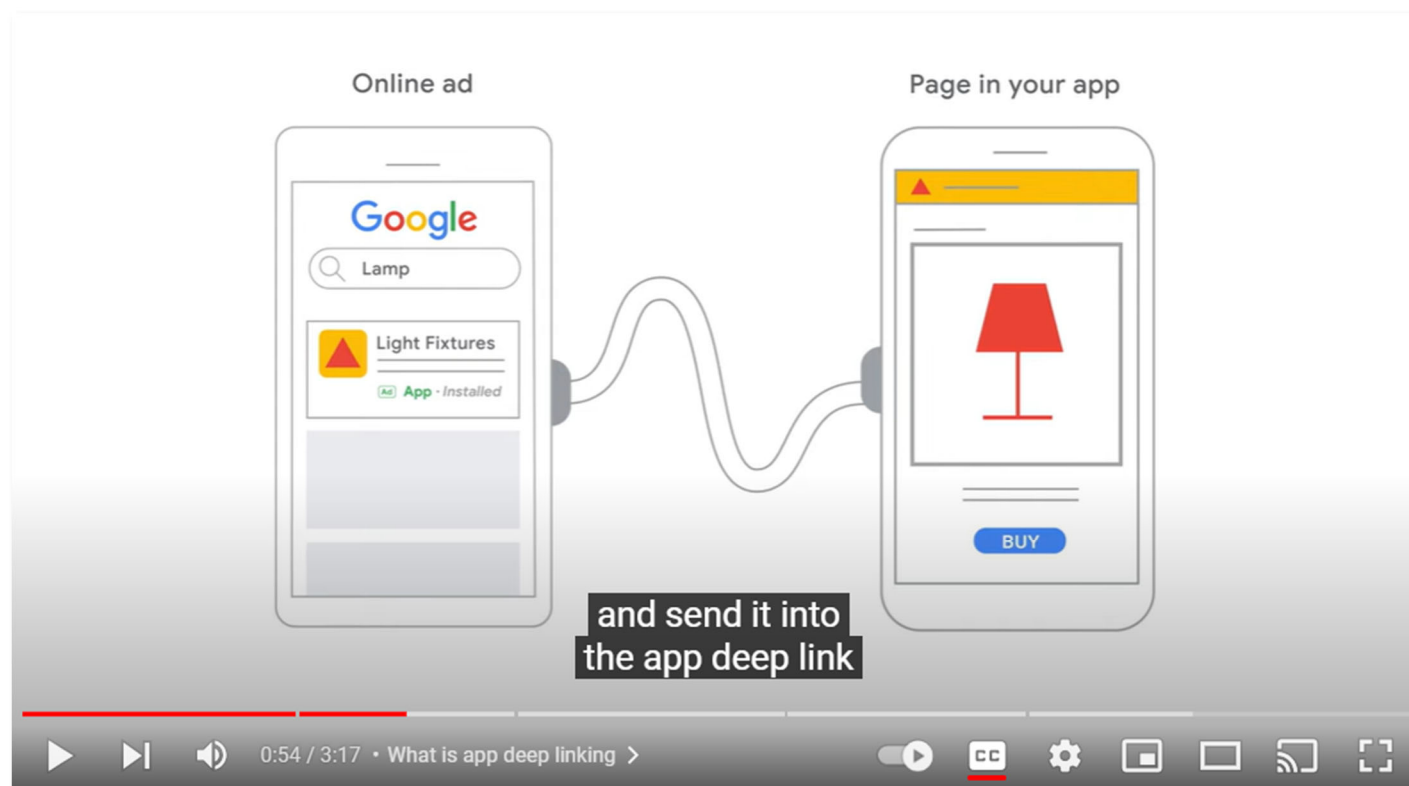 Online ad
Page in your app
Google
Lamp
Light Fixtures
Ad App · Installed
BUY
and send it into
the app deep link
0:54 / 3:17 • What is app deep linking >
CC